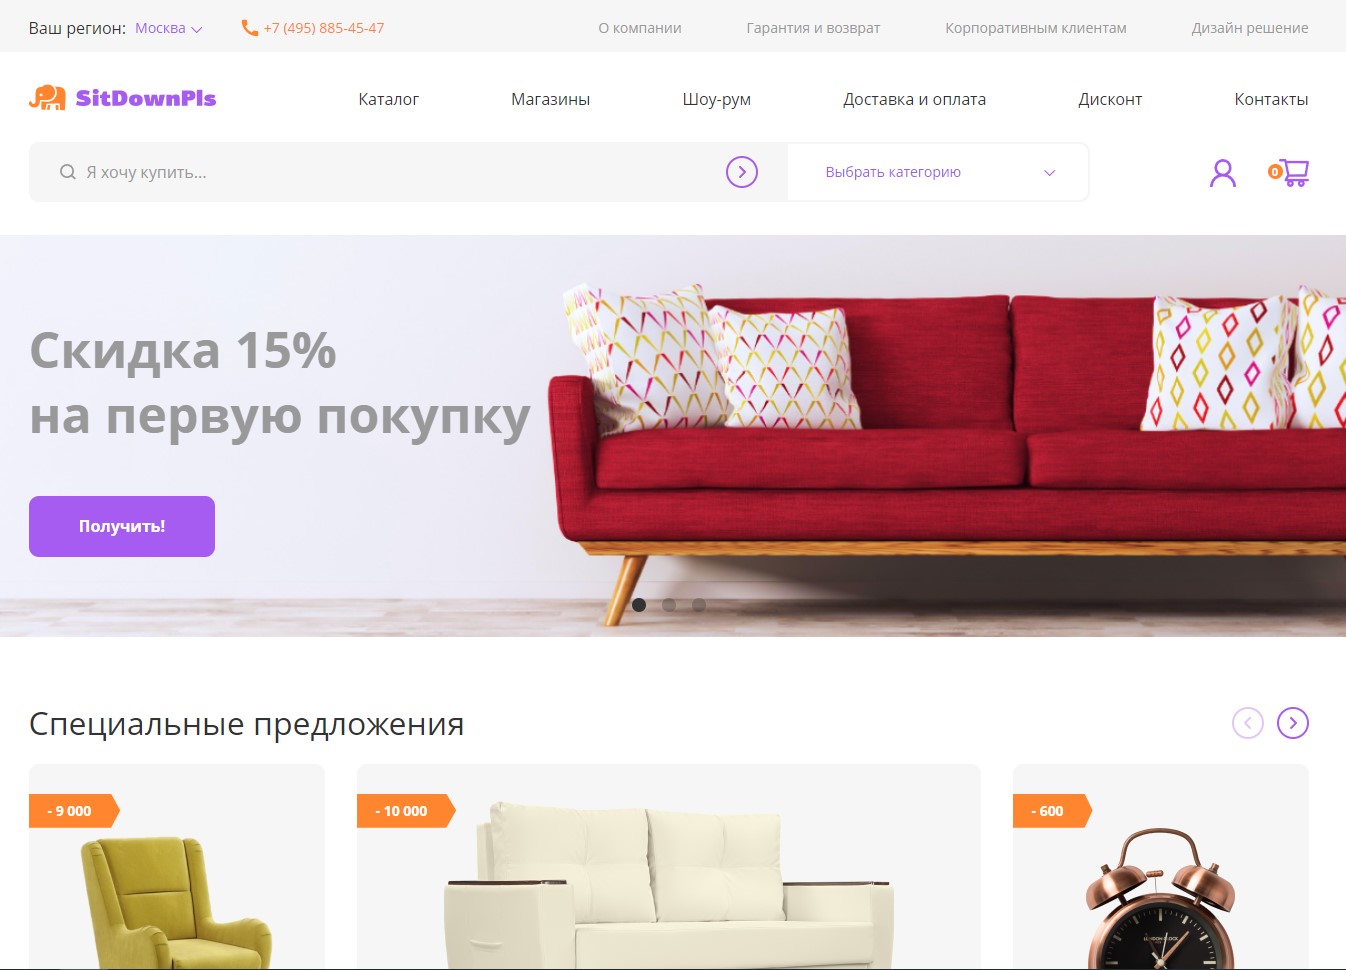 Ваш регион: Москва +7 (495) 885-45-47 О компании Гарантия и возврат Корпоративным клиентам Дизайн решение
SitDownPls Каталог Магазины Шоу-рум Доставка и оплата Дисконт Контакты
Я хочу купить... Выбрать категорию 0
Скидка 15%
на первую покупку
Получить!
Специальные предложения
- 9 000 - 10 000 - 600